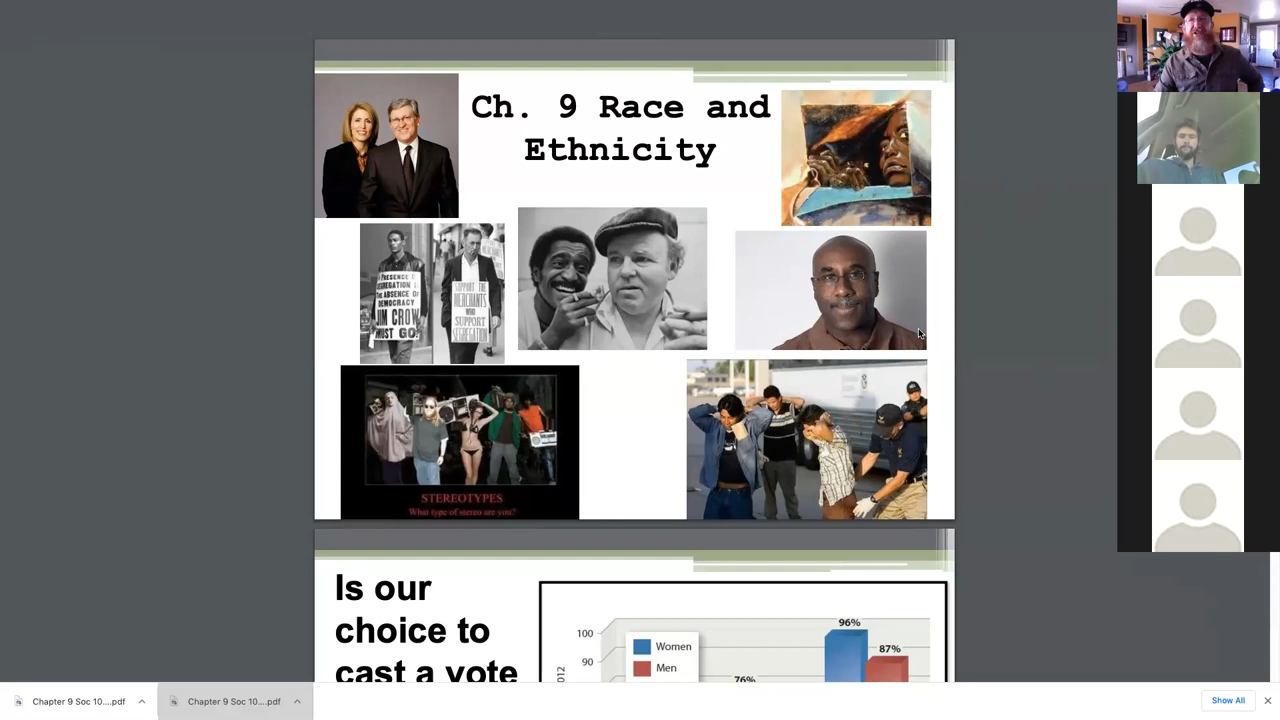 Ch. 9 Race and
Ethnicity
PRESENCE OF
SEGREGATION IS
THE ABSENCE OF
DEMOCRACY
JIM CROW
MUST GO!
SUPPORT THE
MERCHANTS
WHO
SUPPORT
SEGREGATION
STEREOTYPES
What type of stereo are you?
Is our
choice to
cast a vote
100
90
Women
Men
76%
96%
87%
2012
Chapter 9 Soc 10....pdf
Chapter 9 Soc 10....pdf
Show All